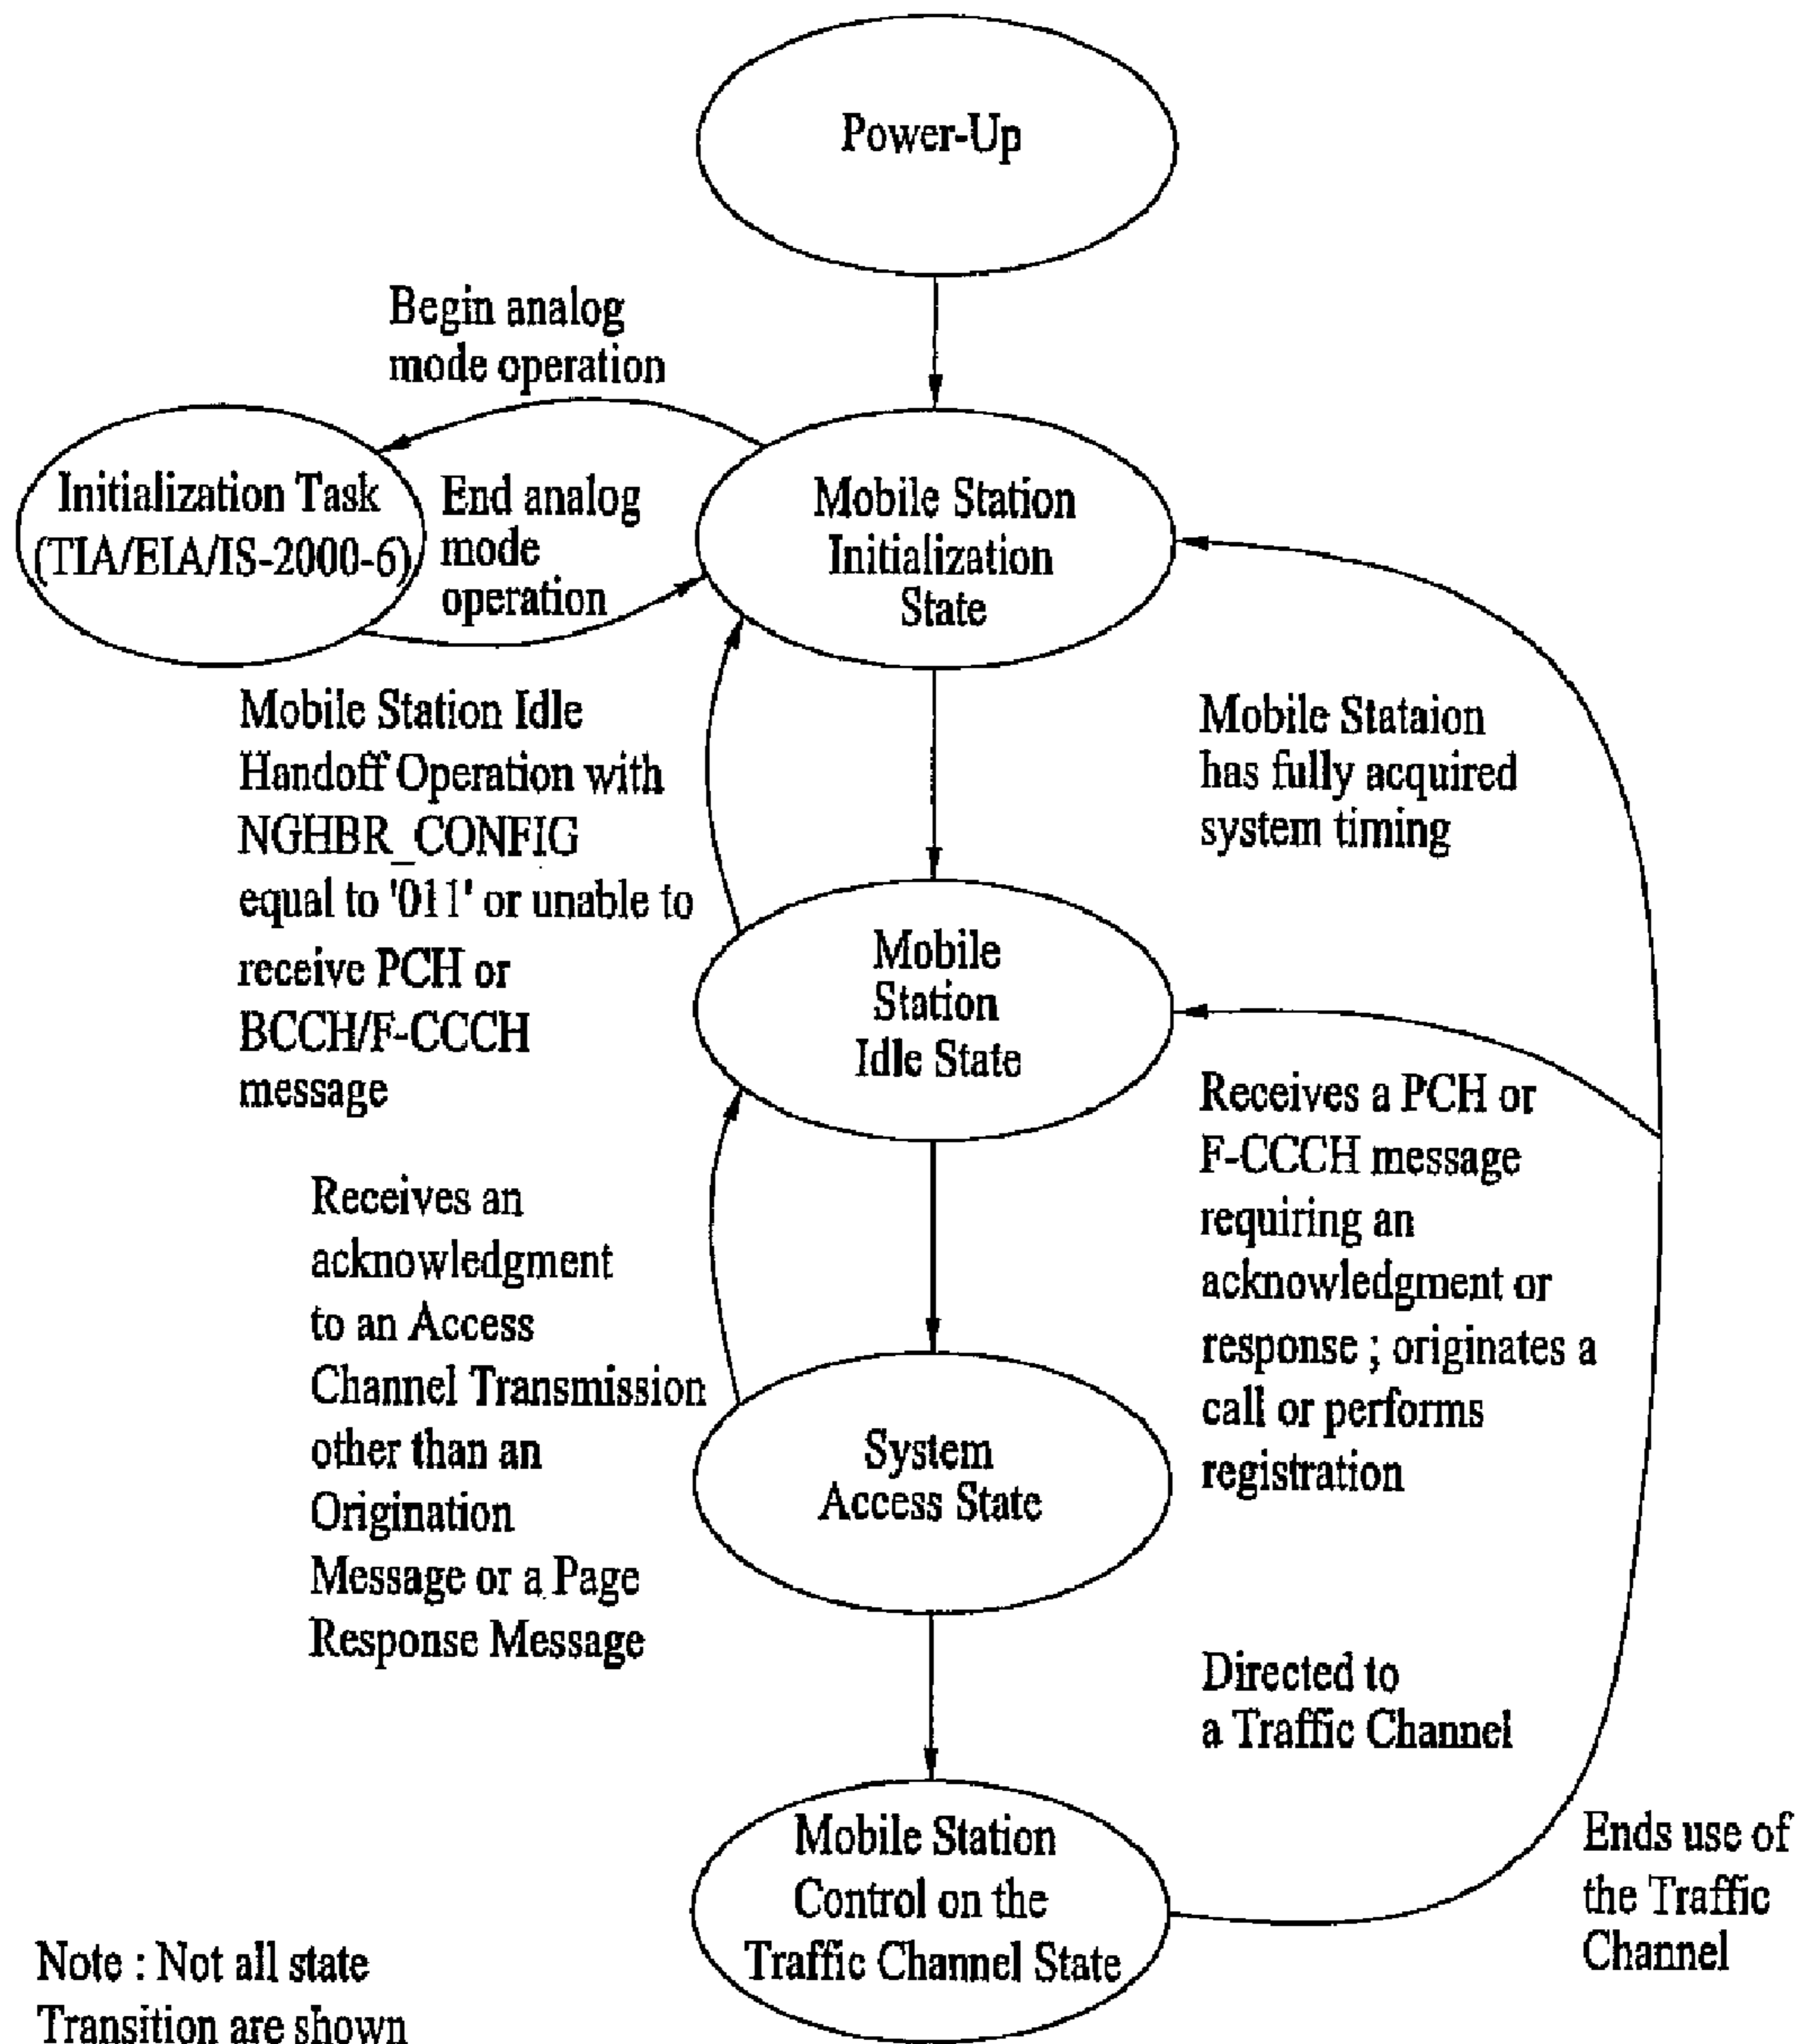 Power-Up
Begin analog
mode operation
Initialization Task
(TIA/EIA/IS-2000-6)
End analog
mode
operation
Mobile Station
Initialization
State
Mobile Station Idle
Handoff Operation with
NGHBR_CONFIG
equal to '011' or unable to
receive PCH or
BCCH/F-CCCH
message
Mobile Stataion
has fully acquired
system timing
Mobile
Station
Idle State
Receives an
acknowledgment
to an Access
Channel Transmission
other than an
Origination
Message or a Page
Response Message
Receives a PCH or
F-CCCH message
requiring an
acknowledgment or
response ; originates a
call or performs
registration
System
Access State
Directed to
a Traffic Channel
Mobile Station
Control on the
Traffic Channel State
Ends use of
the Traffic
Channel
Note : Not all state
Transition are shown